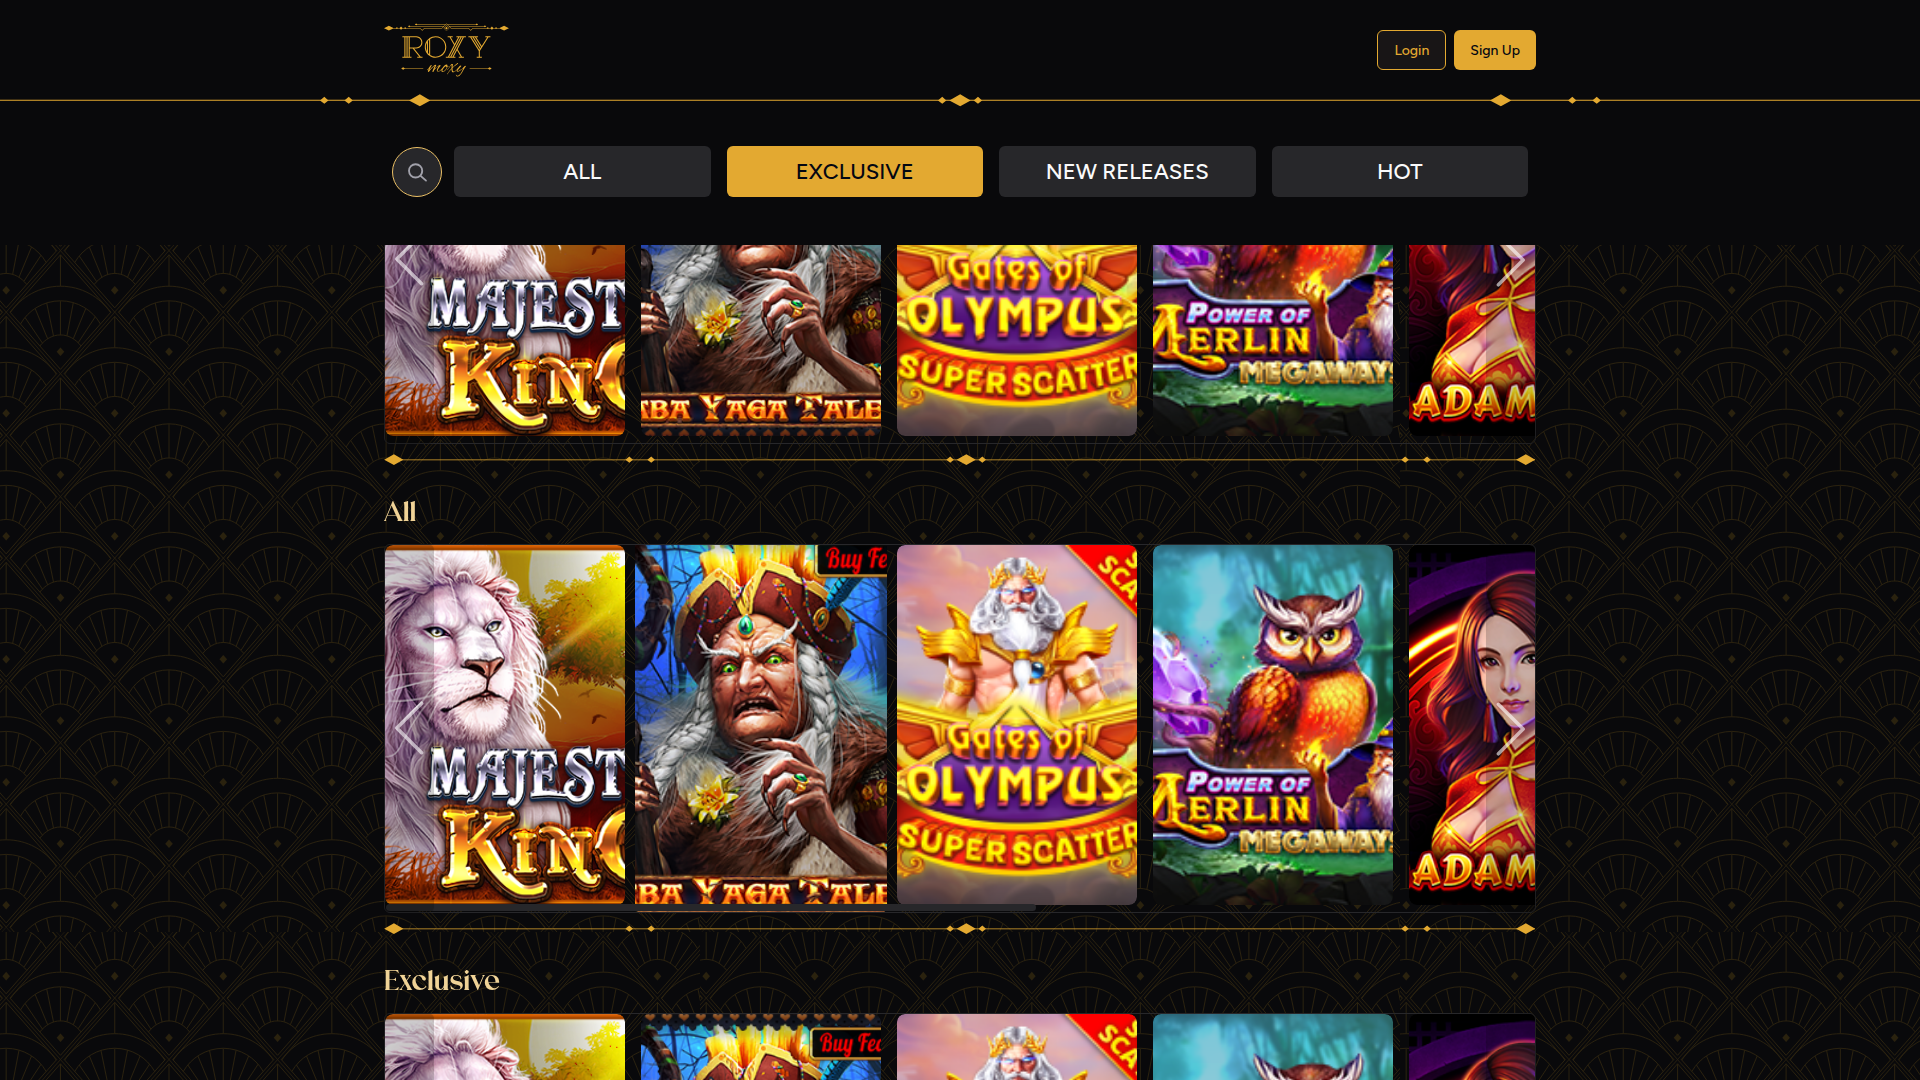 ROXY
moxy
Login
Sign Up
ALL
EXCLUSIVE
NEW RELEASES
HOT
MAJEST
KING
BA YAGA TALE
Gates of
OLYMPUS
SUPER SCATTER
POWER OF
MERLIN
MEGAWAYS
ADAM
All
Buy Fe
SCA
MAJEST
KING
BA YAGA TALE
Gates of
OLYMPUS
SUPER SCATTER
POWER OF
MERLIN
MEGAWAYS
ADAM
Exclusive
Buy Fea
SCA